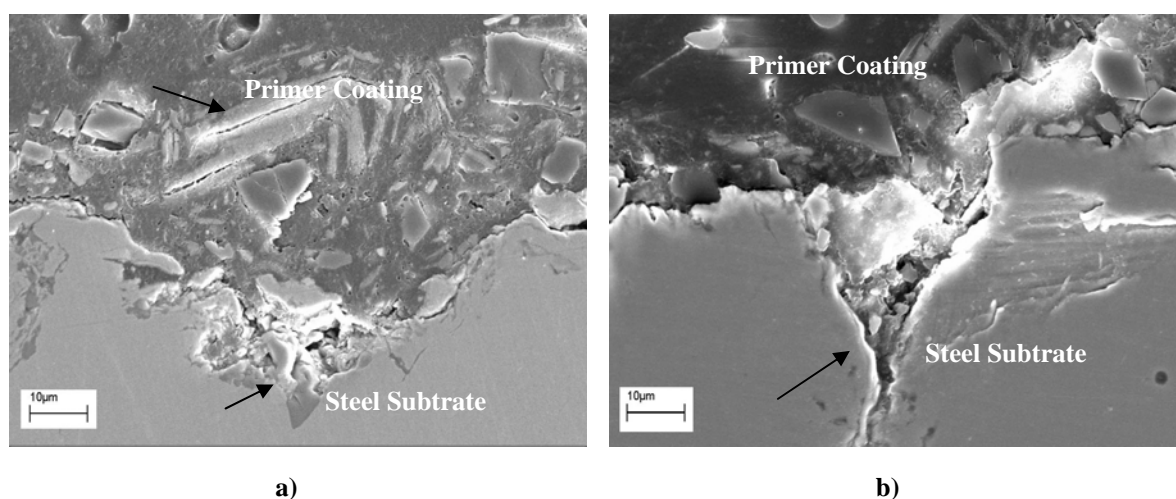 Primer Coating
Steel Subtrate
10µm
a)
Primer Coating
Steel Subtrate
10µm
b)